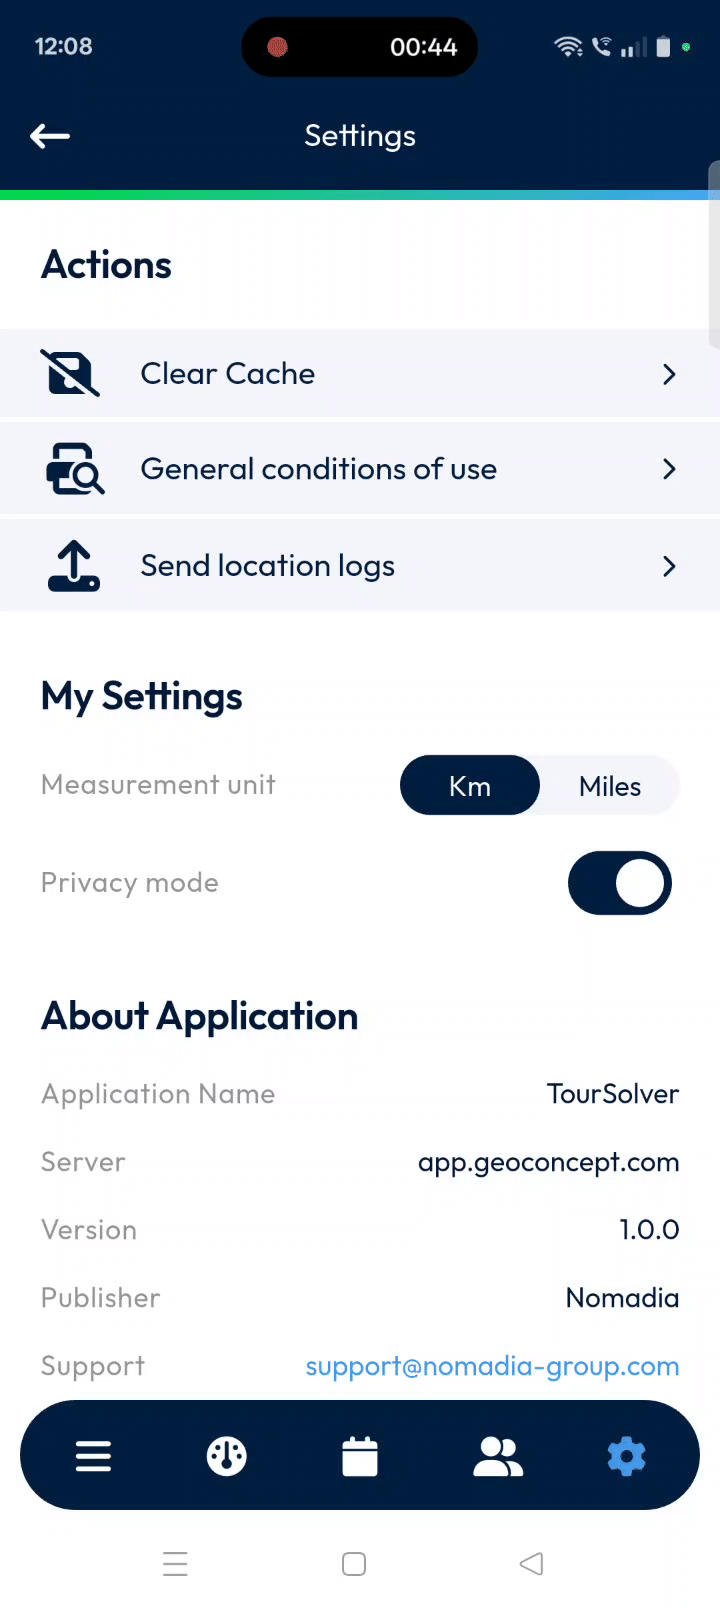 12:08
00:44
Settings
Actions
Clear Cache
General conditions of use
Send location logs
My Settings
Measurement unit
Km
Miles
Privacy mode
About Application
Application Name
TourSolver
Server
app.geoconcept.com
Version
1.0.0
Publisher
Nomadia
Support
support@nomadia-group.com